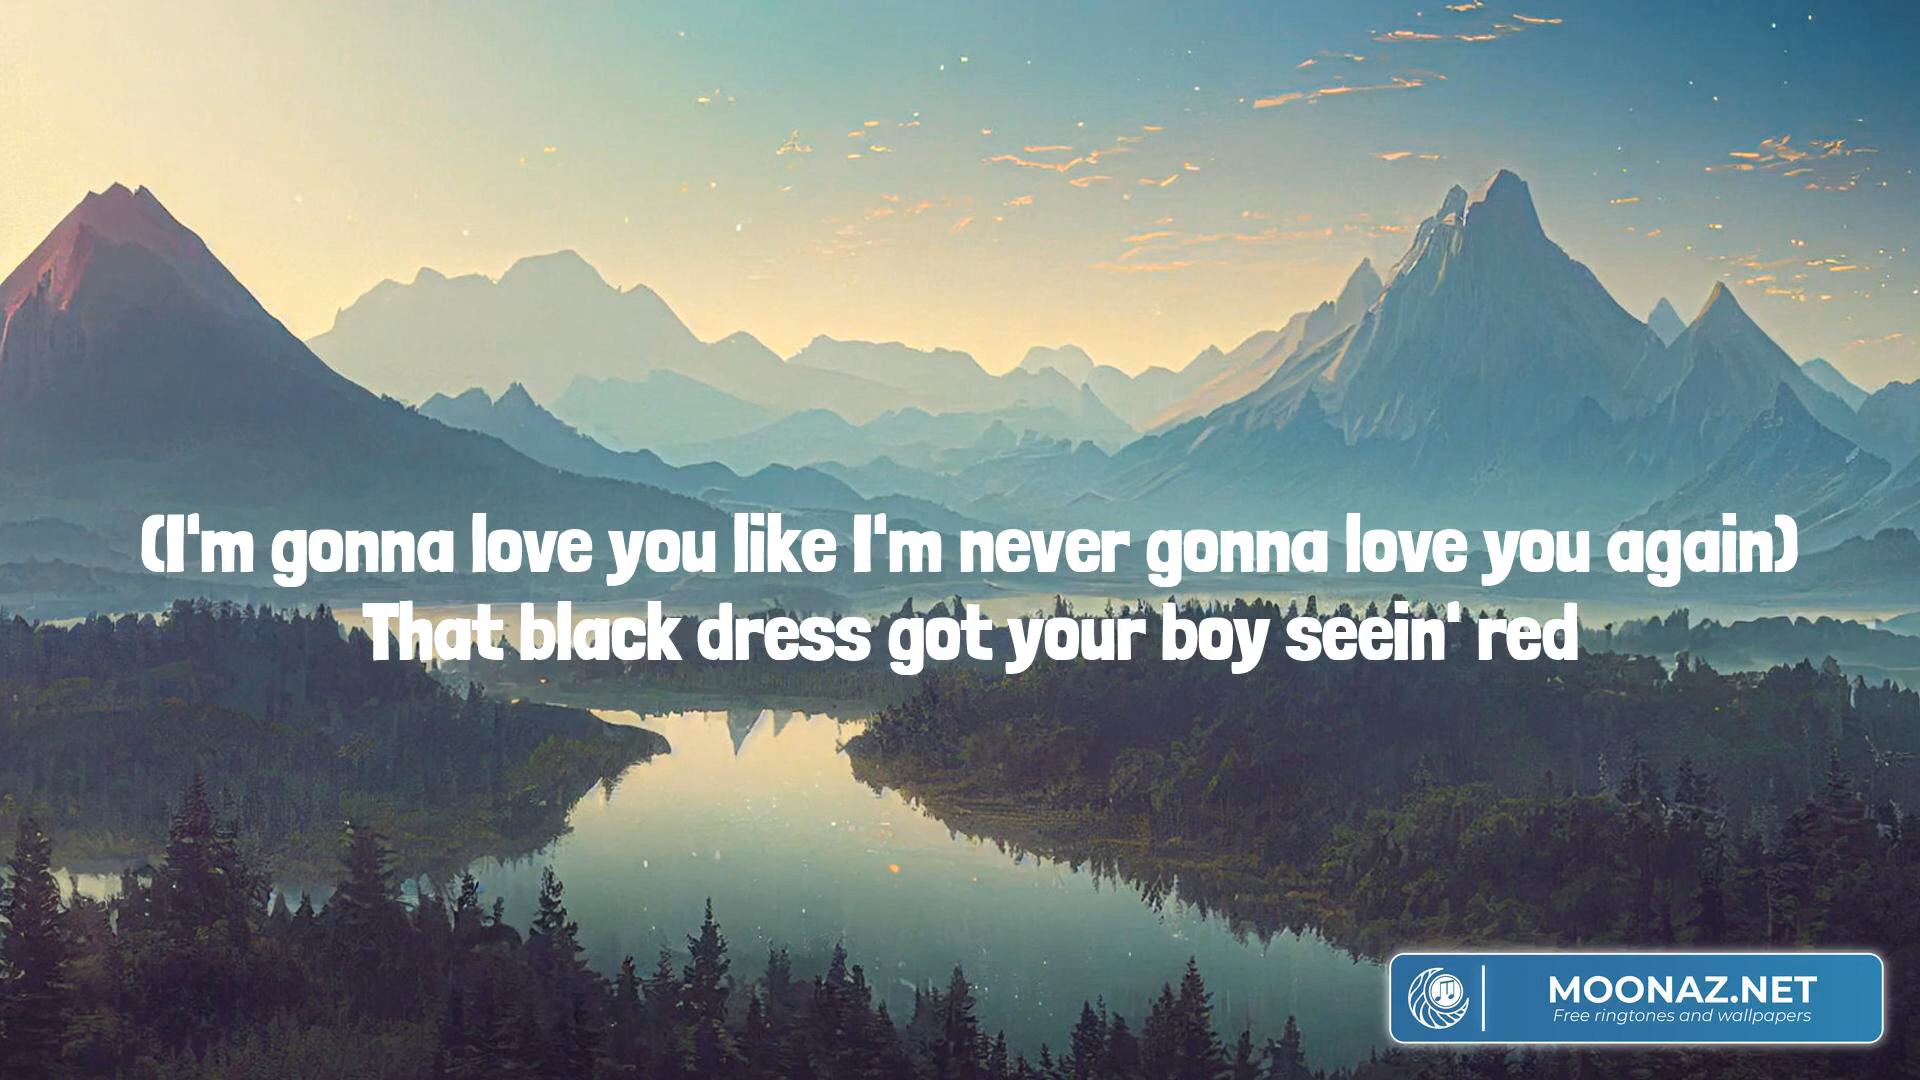 (I'm gonna love you like I'm never gonna love you again)
That black dress got your boy seein' red
MOONAZ.NET
Free ringtones and wallpapers